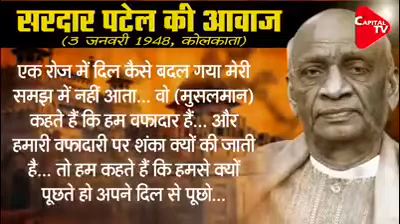 सरदार पटेल की आवाज
CAPITAL
TV
(3 जनवरी 1948, कोलकाता)
एक रोज में दिल कैसे बदल गया मेरी
समझ में नहीं आता... वो (मुसलमान)
कहते हैं कि हम वफादार हैं... और
हमारी वफादारी पर शंका क्यों की जाती
है... तो हम कहते हैं कि हमसे क्यों
पूछते हो अपने दिल से पूछो...